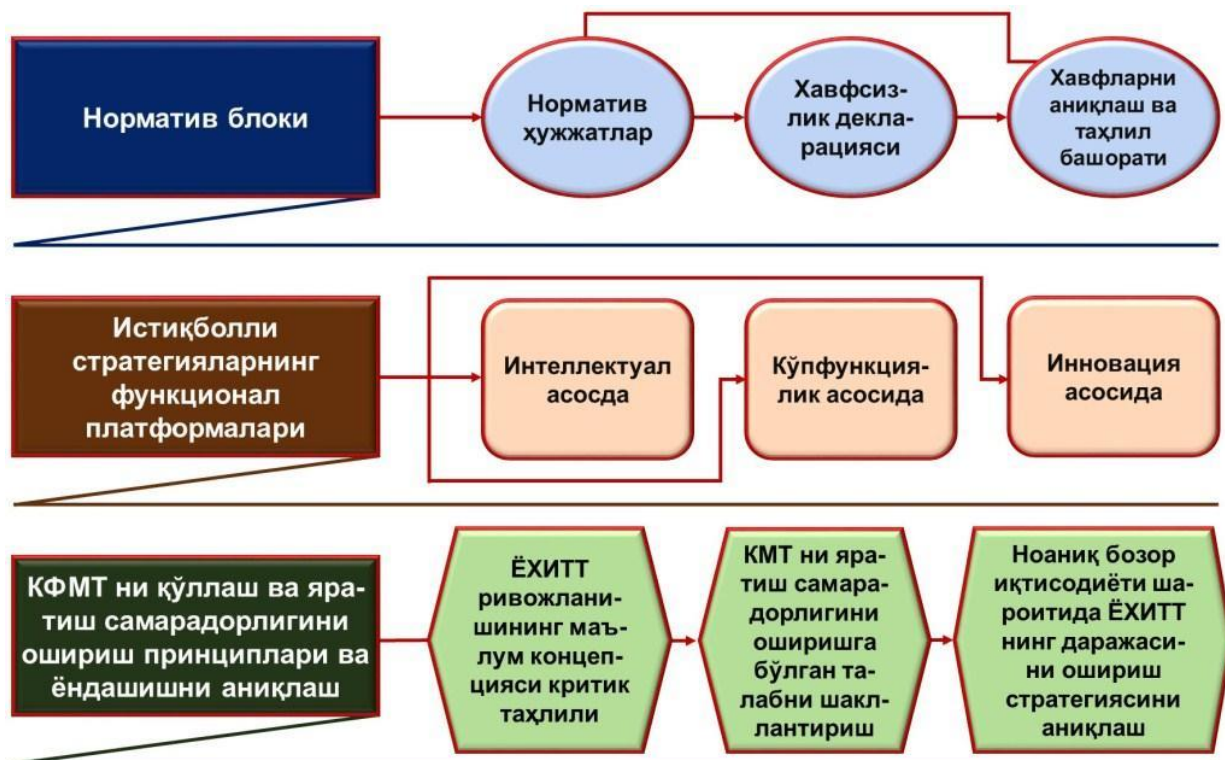 Норматив блоки
Норматив
ҳужжатлар
Хавфсиз-
лик декла-
рацияси
Хавфларни
аниқлаш ва
таҳлил
башорати
Истиқболли
стратегияларнинг
функционал
платформалари
Интеллектуал
асосда
Кўпфункция-
лик асосида
Инновация
асосида
КФМТ ни қўллаш ва яра-
тиш самарадорлигини
ошириш принциплари ва
ёндашишни аниқлаш
ЁХИТТ
ривожлани-
шининг маъ-
лум концеп-
цияси критик
таҳлили
КМТ ни яра-
тиш самара-
дорлигини
оширишга
бўлган та-
лабни шакл-
лантириш
Ноаниқ бозор
иқтисодиёти ша-
роитида ЁХИТТ
нинг даражаси-
ни ошириш
стратегиясини
аниқлаш